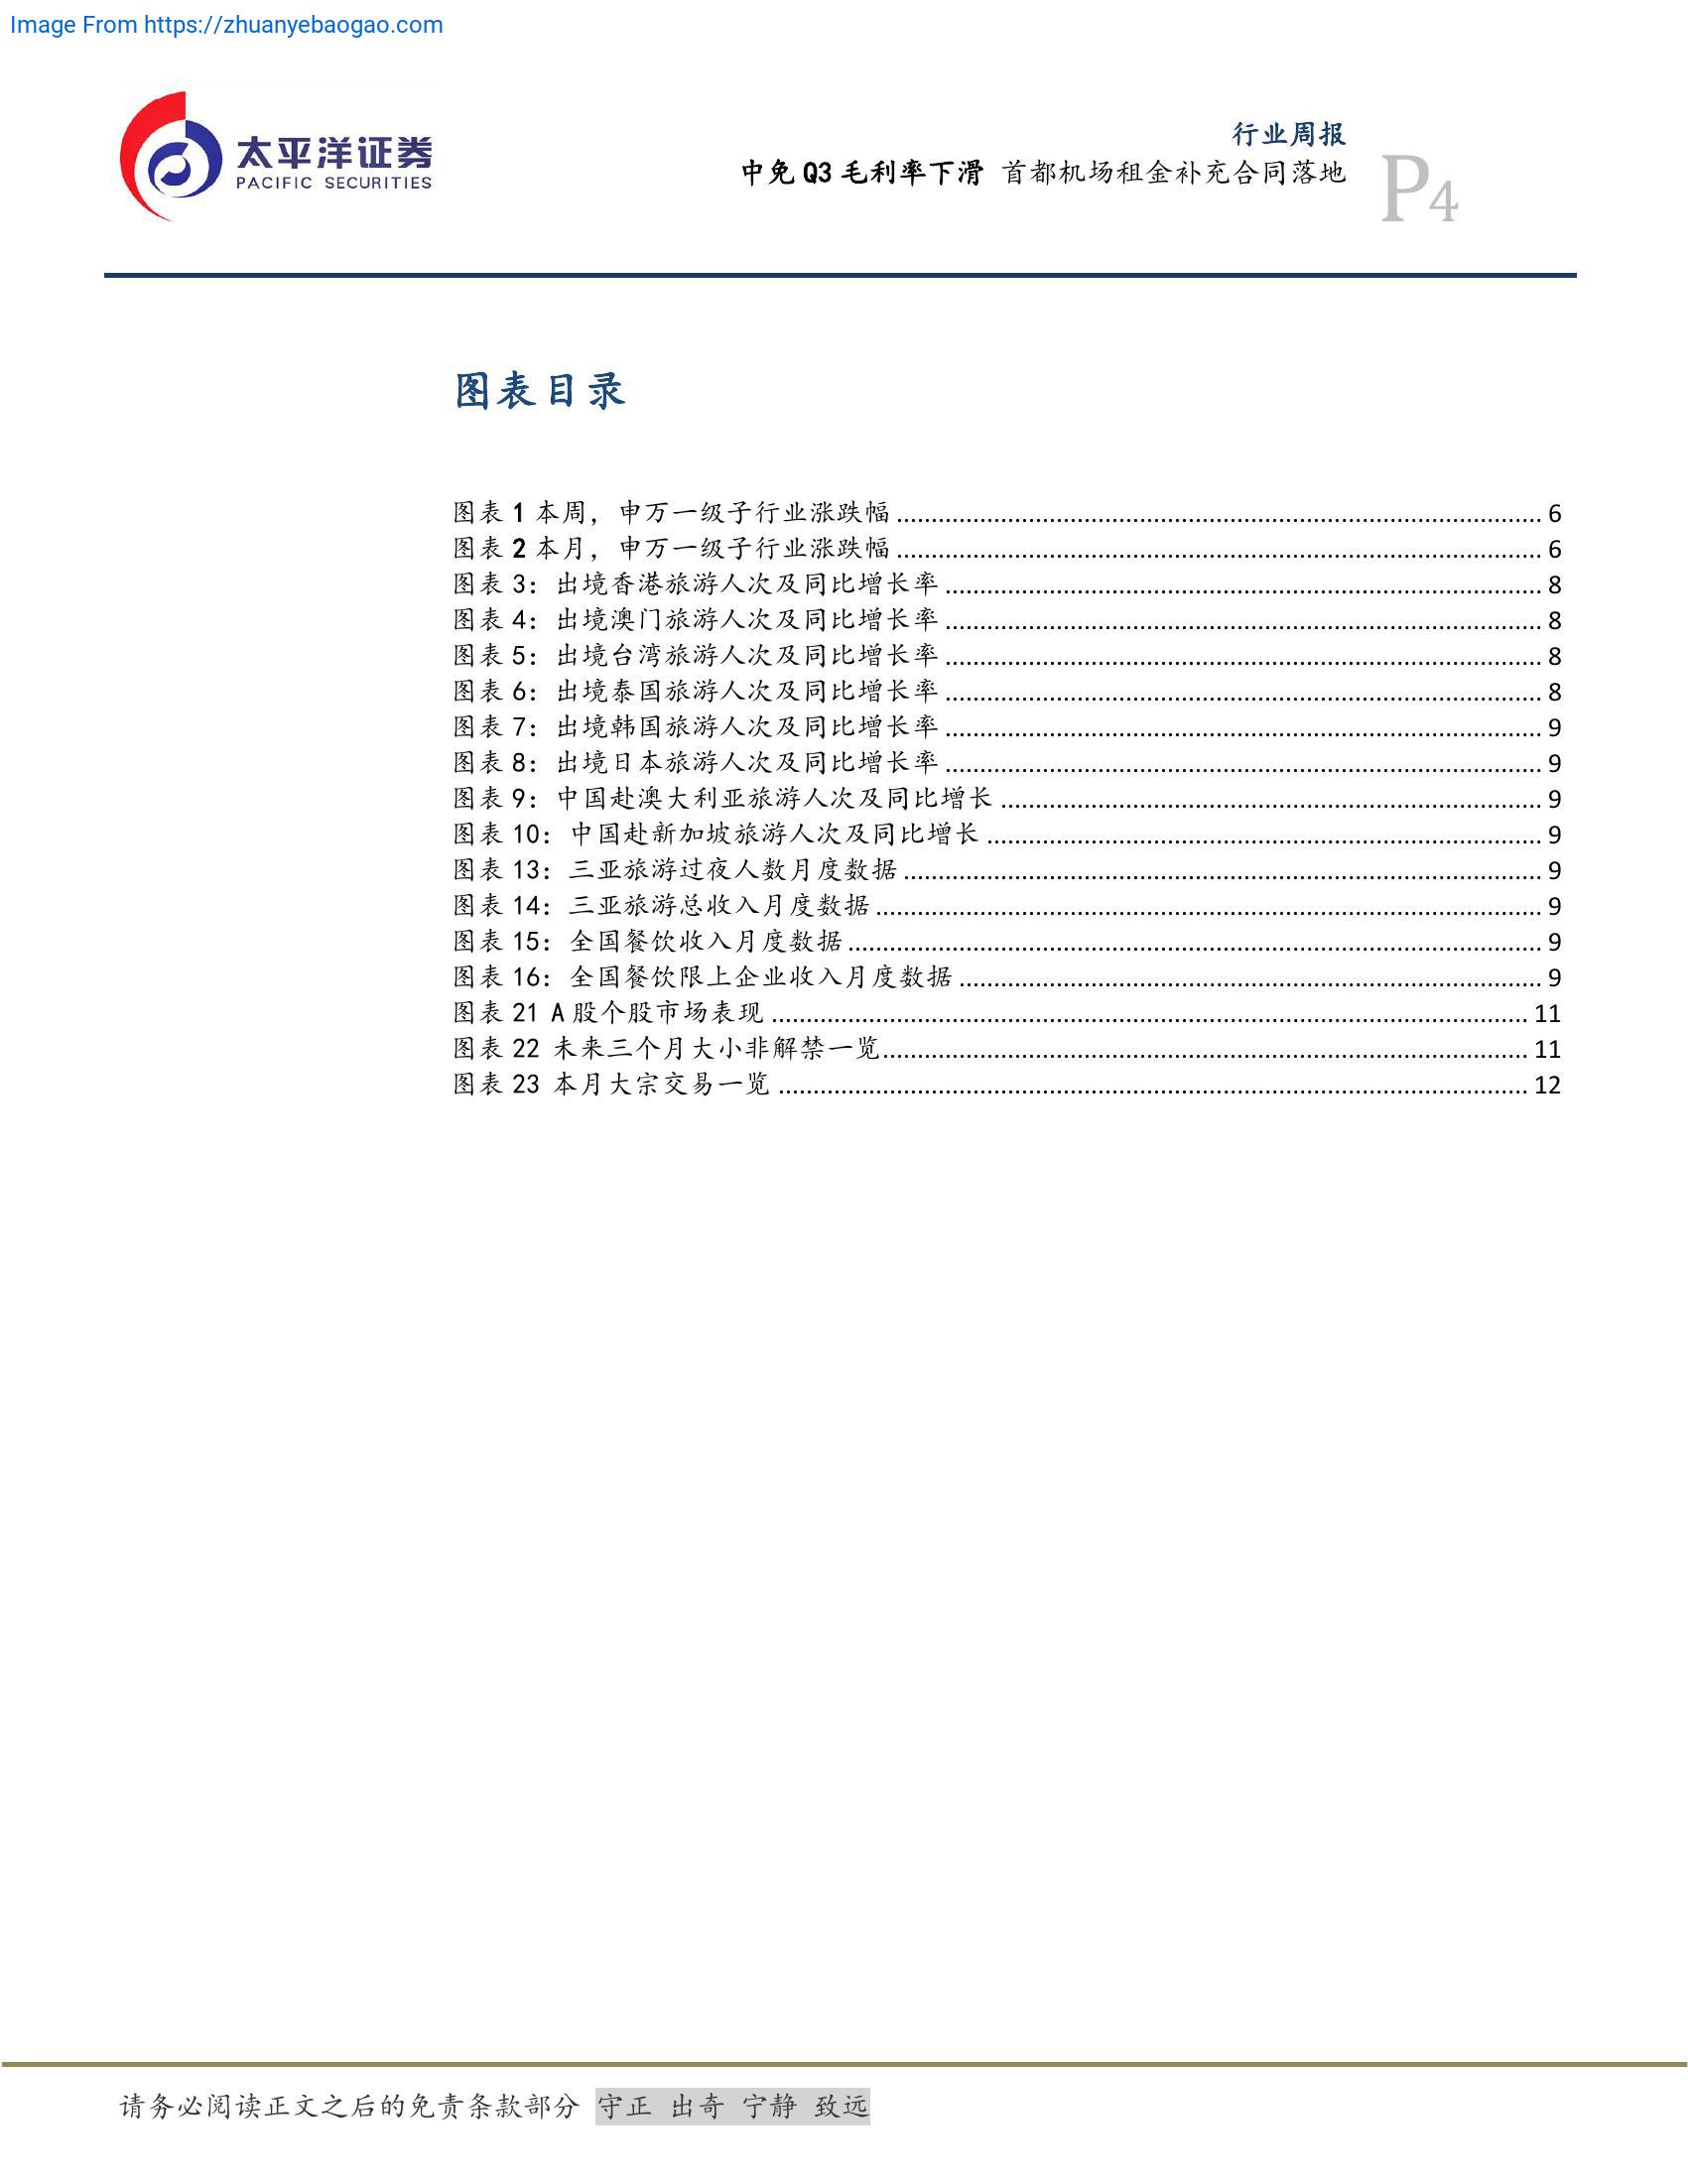 Image From https://zhuanyebaogao.com
太平洋证券
PACIFIC SECURITIES
行业周报
中免 Q3 毛利率下滑 首都机场租金补充合同落地
P4
图表目录
图表 1 本周，申万一级子行业涨跌幅 6
图表 2 本月，申万一级子行业涨跌幅 6
图表 3：出境香港旅游人次及同比增长率 8
图表 4：出境澳门旅游人次及同比增长率 8
图表 5：出境台湾旅游人次及同比增长率 8
图表 6：出境泰国旅游人次及同比增长率 8
图表 7：出境韩国旅游人次及同比增长率 9
图表 8：出境日本旅游人次及同比增长率 9
图表 9：中国赴澳大利亚旅游人次及同比增长 9
图表 10：中国赴新加坡旅游人次及同比增长 9
图表 13：三亚旅游过夜人数月度数据 9
图表 14：三亚旅游总收入月度数据 9
图表 15：全国餐饮收入月度数据 9
图表 16：全国餐饮限上企业收入月度数据 9
图表 21 A 股个股市场表现 11
图表 22 未来三个月大小非解禁一览 11
图表 23 本月大宗交易一览 12
请务必阅读正文之后的免责条款部分 守正 出奇 宁静 致远